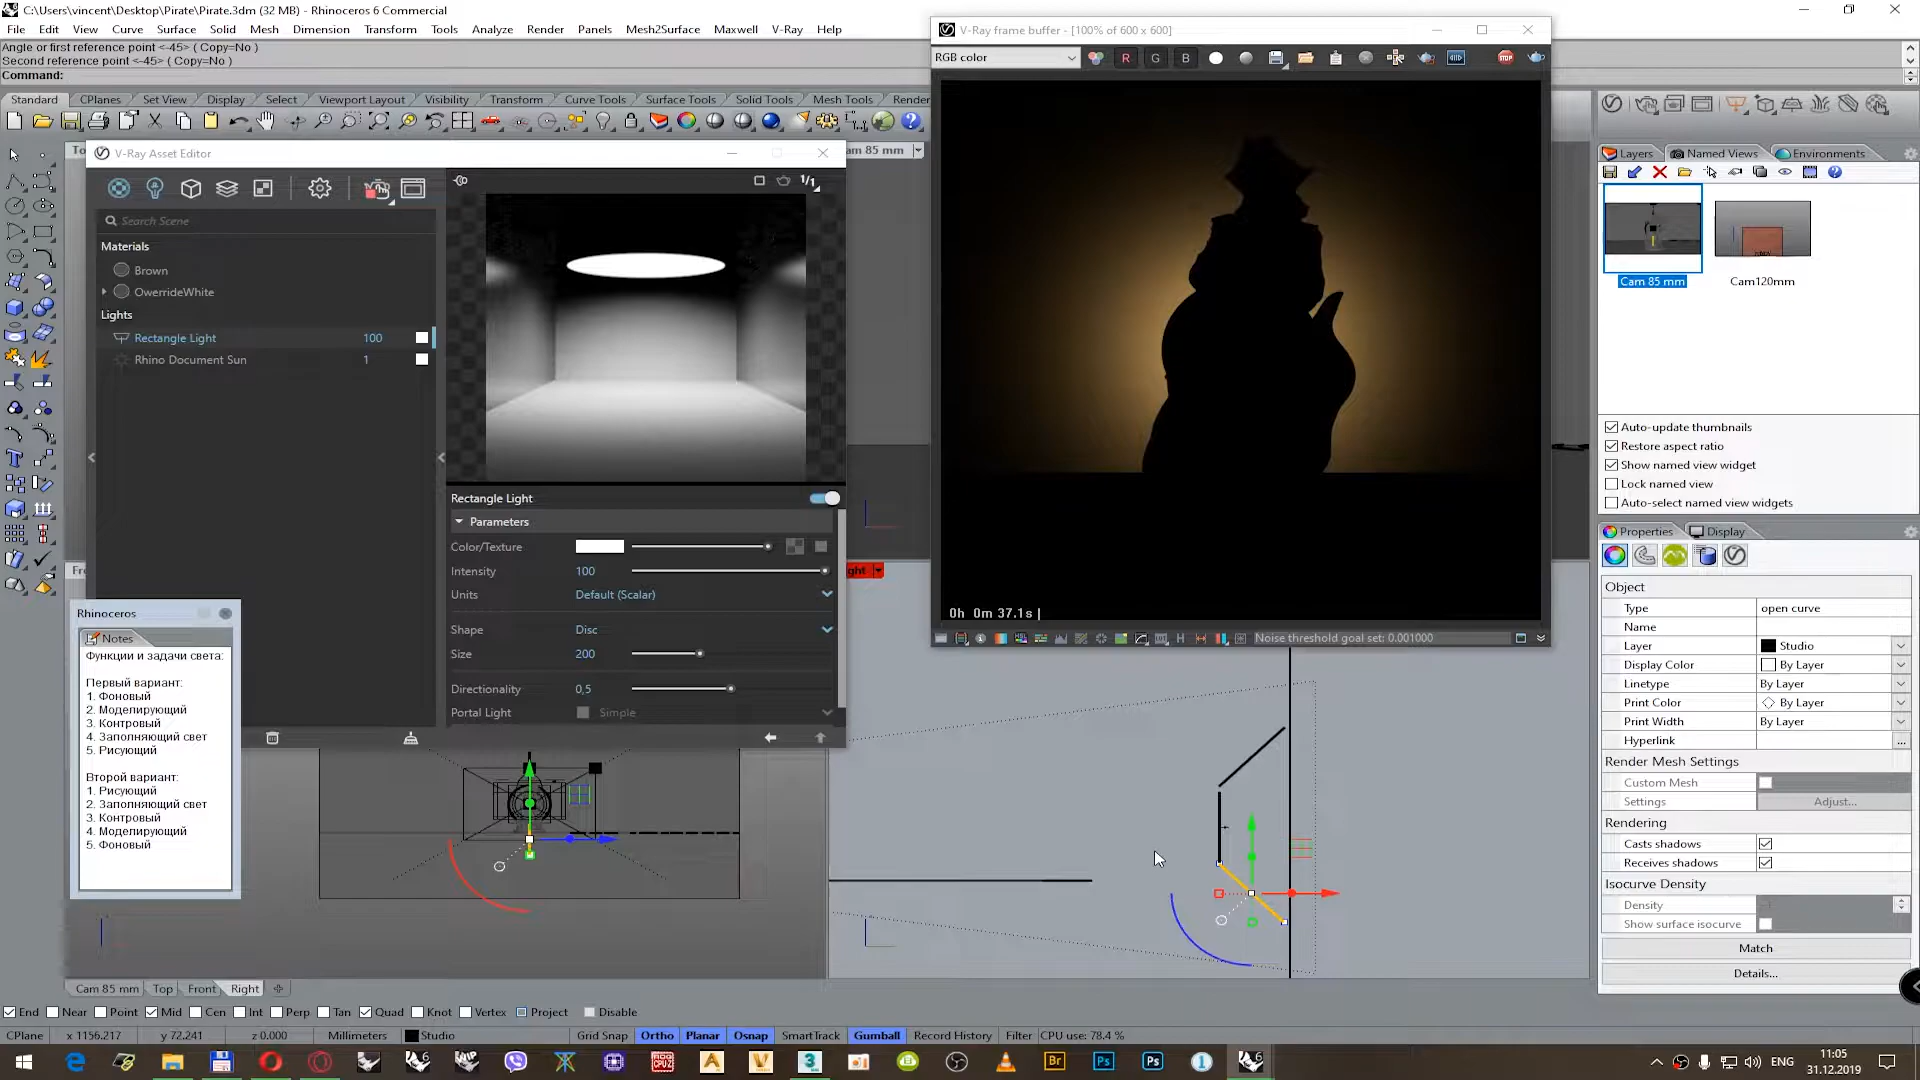 C:\Users\vincent\Desktop\Pirate\Pirate.3dm (32 MB) - Rhinoceros 6 Commercial
File Edit View Curve Surface Solid Mesh Dimension Transform Tools Analyze Render Panels Mesh2Surface Maxwell V-Ray Help
Angle or first reference point <-45> ( Copy=No )
Second reference point <-45> ( Copy=No )
Command:
Standard CPlanes Set View Display Select Viewport Layout Visibility Transform Curve Tools Surface Tools Solid Tools Mesh Tools Render
V-Ray Asset Editor
am 85 mm
1/1
Search Scene
Materials
Brown
OwerrideWhite
Lights
Rectangle Light 100
Rhino Document Sun 1
Rectangle Light
Parameters
Color/Texture
Intensity 100
Units Default (Scalar)
Shape Disc
Size 200
Directionality 0,5
Portal Light Simple
V-Ray frame buffer - [100% of 600 x 600]
RGB color
R G B
STOP
0h 0m 37.1s |
H
Noise threshold goal set: 0.001000
ght
Rhinoceros
Notes
Функции и задачи света:
Первый вариант:
1. Фоновый
2. Моделирующий
3. Контровый
4. Заполняющий свет
5. Рисующий
Второй вариант:
1. Рисующий
2. Заполняющий свет
3. Контровый
4. Моделирующий
5. Фоновый
Layers Named Views Environments
Cam 85 mm
Cam120mm
Auto-update thumbnails
Restore aspect ratio
Show named view widget
Lock named view
Auto-select named view widgets
Properties Display
Object
Type open curve
Name
Layer Studio
Display Color By Layer
Linetype By Layer
Print Color By Layer
Print Width By Layer
Hyperlink ...
Render Mesh Settings
Custom Mesh
Settings Adjust...
Rendering
Casts shadows
Receives shadows
Isocurve Density
Density
Show surface isocurve
Match
Details...
Cam 85 mm Top Front Right
End Near Point Mid Cen Int Perp Tan Quad Knot Vertex Project Disable
CPlane x 1156.217 y 72.241 z 0.000 Millimeters Studio Grid Snap Ortho Planar Osnap SmartTrack Gumball Record History Filter CPU use: 78.4 %
Br Ps Ps
ENG
11:05
31.12.2019